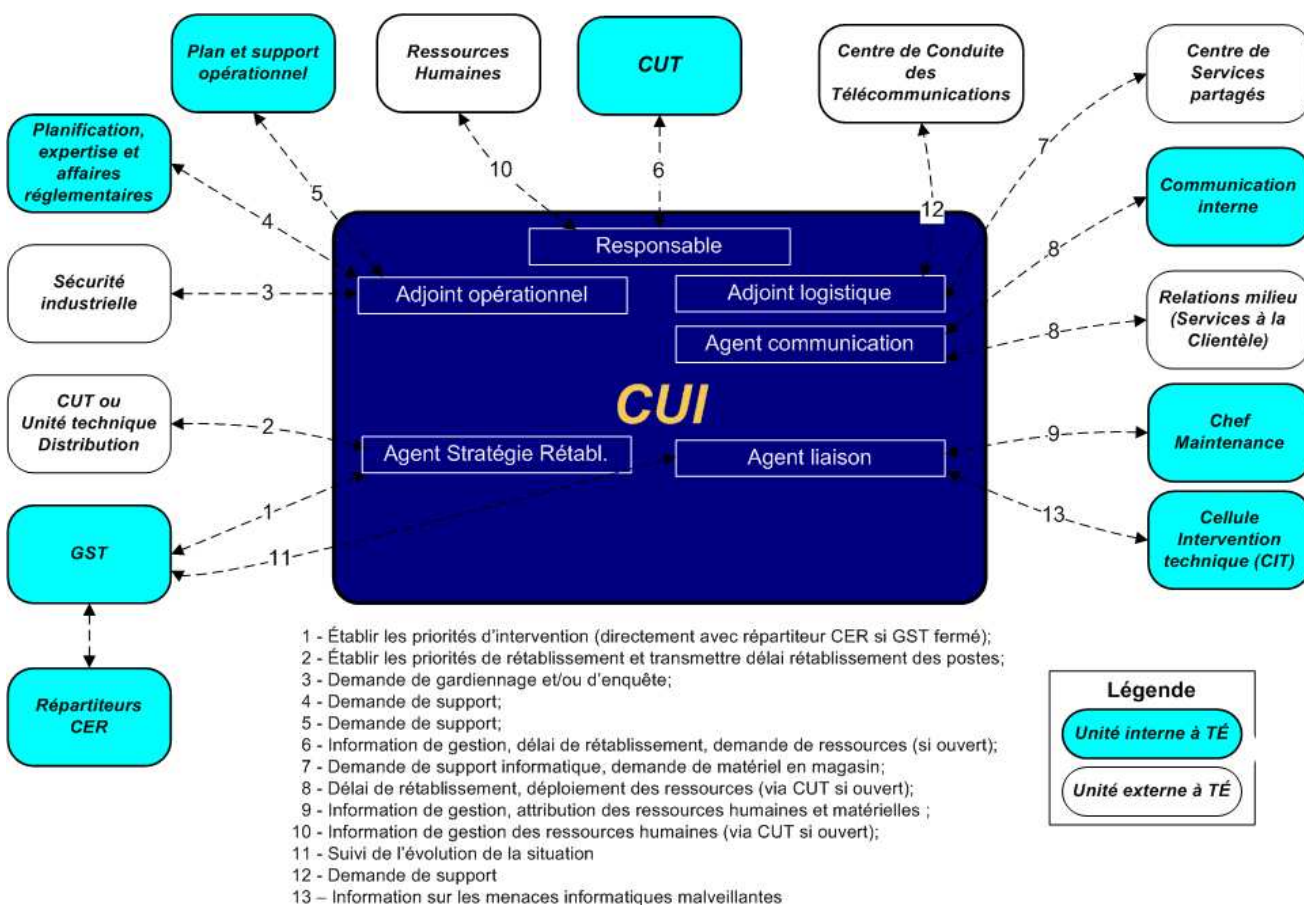 Plan et support
opérationnel
Ressources
Humaines
CUT
Centre de Conduite
des
Télécommunications
Centre de
Services
partagés
Planification,
expertise et
affaires
réglementaires
Communication
interne
5
10
6
7
4
12
8
Responsable
Sécurité
industrielle
3
Adjoint opérationnel
Adjoint logistique
Relations milieu
(Services à la
Clientèle)
8
Agent communication
CUT ou
Unité technique
Distribution
2
CUI
Chef
Maintenance
9
Agent Stratégie Rétabl.
Agent liaison
1
13
GST
11
Cellule
Intervention
technique (CIT)
Répartiteurs
CER
1 - Établir les priorités d'intervention (directement avec répartiteur CER si GST fermé);
2 - Établir les priorités de rétablissement et transmettre délai rétablissement des postes;
3 - Demande de gardiennage et/ou d'enquête;
4 - Demande de support;
5 - Demande de support;
6 - Information de gestion, délai de rétablissement, demande de ressources (si ouvert);
7 - Demande de support informatique, demande de matériel en magasin;
8 - Délai de rétablissement, déploiement des ressources (via CUT si ouvert);
9 - Information de gestion, attribution des ressources humaines et matérielles ;
10 - Information de gestion des ressources humaines (via CUT si ouvert);
11 - Suivi de l'évolution de la situation
12 - Demande de support
13 – Information sur les menaces informatiques malveillantes
Légende
Unité interne à TÉ
Unité externe à TÉ